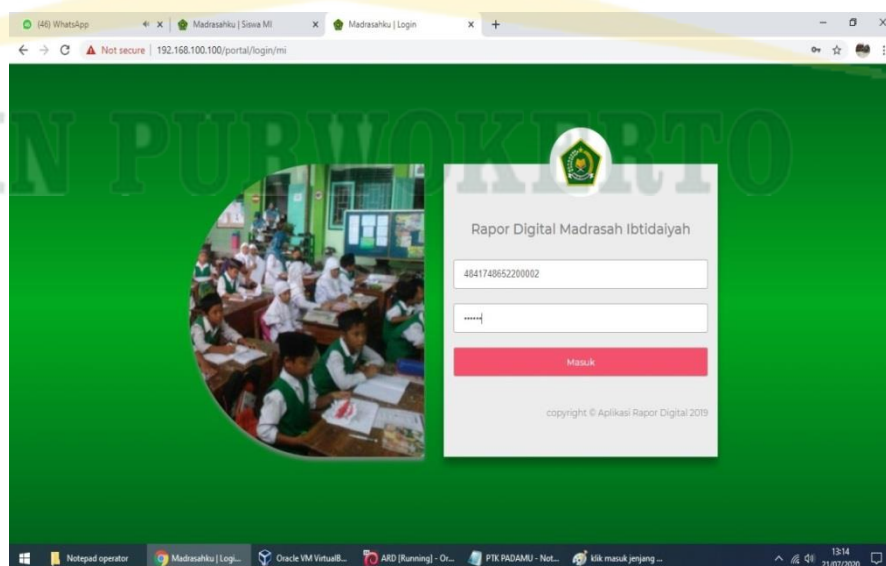 (46) WhatsApp
Madrasahku | Siswa MI
Madrasahku | Login
Not secure | 192.168.100.100/portal/login/mi
IN PURWOKERTO
Rapor Digital Madrasah Ibtidaiyah
4841748652200002
••••••
Masuk
copyright © Aplikasi Rapor Digital 2019
Notepad operator
Madrasahku | Logi...
Oracle VM VirtualB...
ARD [Running] - Or...
PTK PADAMU - Not...
klik masuk jenjang ...
13:14
21/07/2020